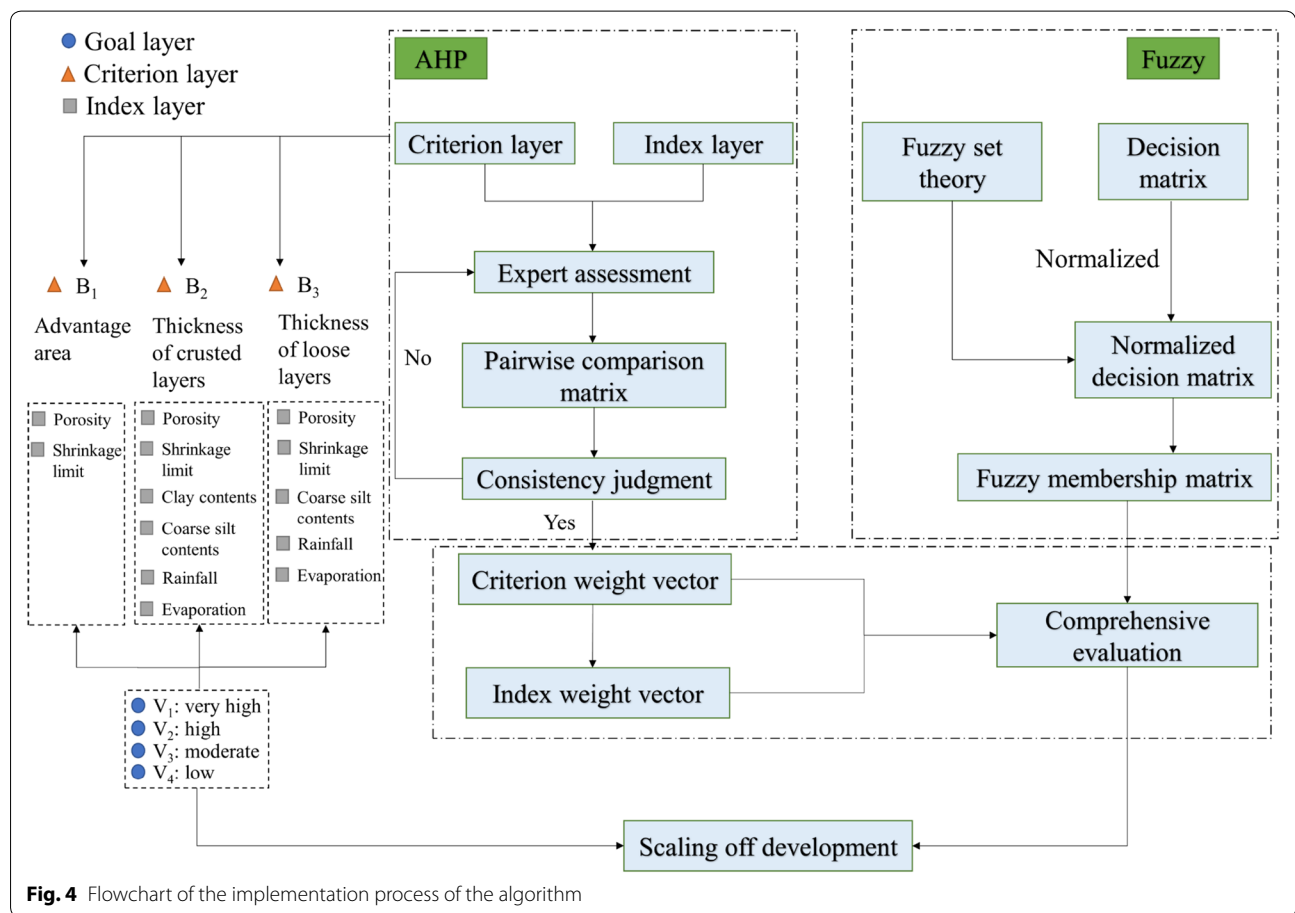 Goal layer
Criterion layer
Index layer
AHP
Criterion layer
Index layer
Expert assessment
Pairwise comparison
matrix
Consistency judgment
No
Yes
Fuzzy
Fuzzy set
theory
Decision
matrix
Normalized
Normalized
decision matrix
Fuzzy membership matrix
B₁
Advantage
area
Porosity
Shrinkage
limit
B₂
Thickness
of crusted
layers
Porosity
Shrinkage
limit
Clay contents
Coarse silt
contents
Rainfall
Evaporation
B₃
Thickness
of loose
layers
Porosity
Shrinkage
limit
Coarse silt
contents
Rainfall
Evaporation
V₁: very high
V₂: high
V₃: moderate
V₄: low
Criterion weight vector
Index weight vector
Comprehensive
evaluation
Scaling off development
Fig. 4 Flowchart of the implementation process of the algorithm